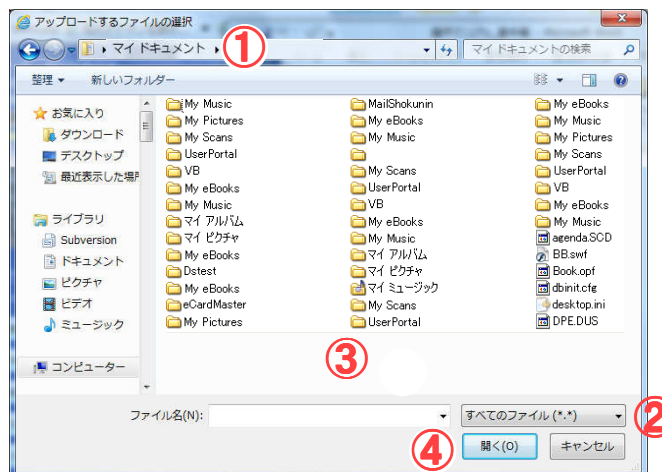 アップロードするファイルの選択
マイ ドキュメント
①
マイ ドキュメントの検索
整理
新しいフォルダー
お気に入り
ダウンロード
デスクトップ
最近表示した場所
ライブラリ
Subversion
ドキュメント
ピクチャ
ビデオ
ミュージック
コンピューター
My Music
My Pictures
My Scans
UserPortal
VB
My eBooks
My Music
マイ アルバム
マイ ピクチャ
My eBooks
Dstest
My eBooks
eCardMaster
My Pictures
MailShokunin
My eBooks
My Music
My Scans
UserPortal
VB
My eBooks
My Music
マイ アルバム
マイ ピクチャ
マイ ミュージック
My Scans
UserPortal
My eBooks
My Music
My Pictures
My Scans
UserPortal
VB
My eBooks
My Music
agenda.SCD
BB.swf
Book.opf
dbinit.cfg
desktop.ini
DPE.DUS
③
ファイル名(N):
すべてのファイル (*.*)
②
④
開く(O)
キャンセル